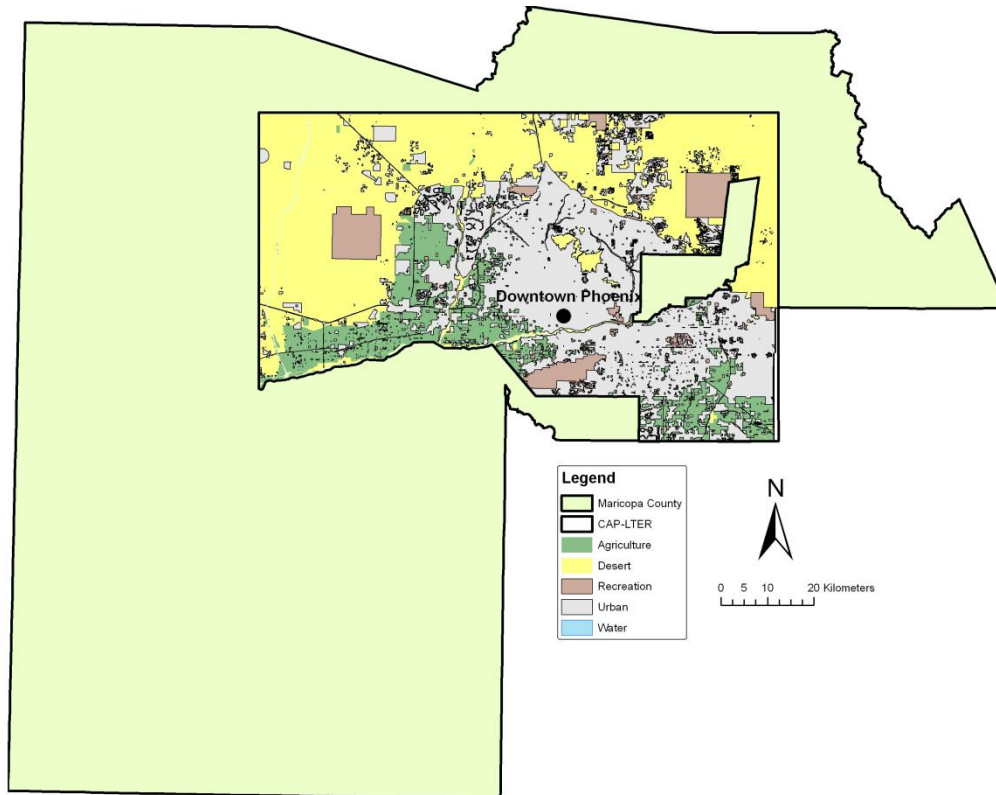 Downtown Phoenix
Legend
Maricopa County
CAP-LTER
Agriculture
Desert
Recreation
Urban
Water
N
0 5 10 20 Kilometers